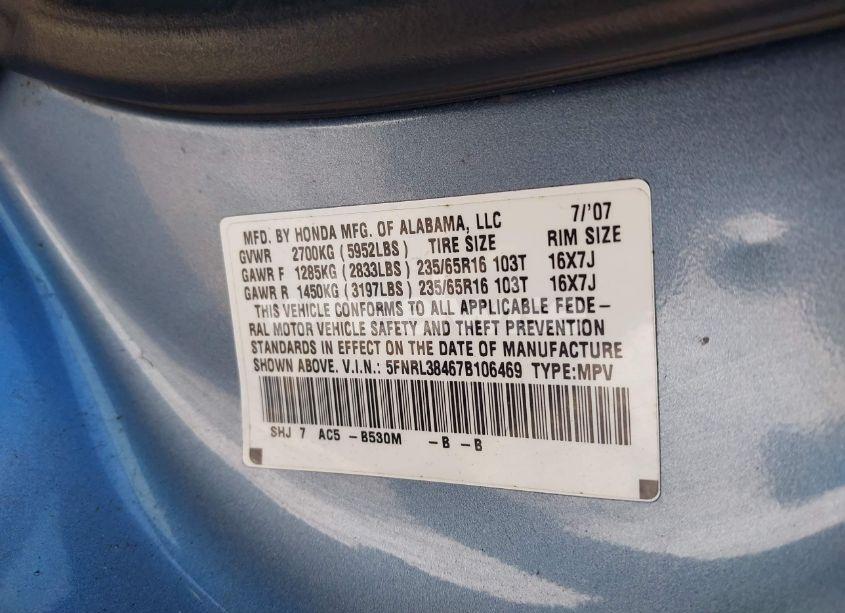 MFD. BY HONDA MFG. OF ALABAMA, LLC 7/'07
GVWR 2700KG (5952LBS) TIRE SIZE RIM SIZE
GAWR F 1285KG (2833LBS) 235/65R16 103T 16X7J
GAWR R 1450KG (3197LBS) 235/65R16 103T 16X7J
THIS VEHICLE CONFORMS TO ALL APPLICABLE FEDE-
RAL MOTOR VEHICLE SAFETY AND THEFT PREVENTION
STANDARDS IN EFFECT ON THE DATE OF MANUFACTURE
SHOWN ABOVE. V.I.N.: 5FNRL38467B106469 TYPE:MPV
SHJ 7 AC5 -B530M -B -B